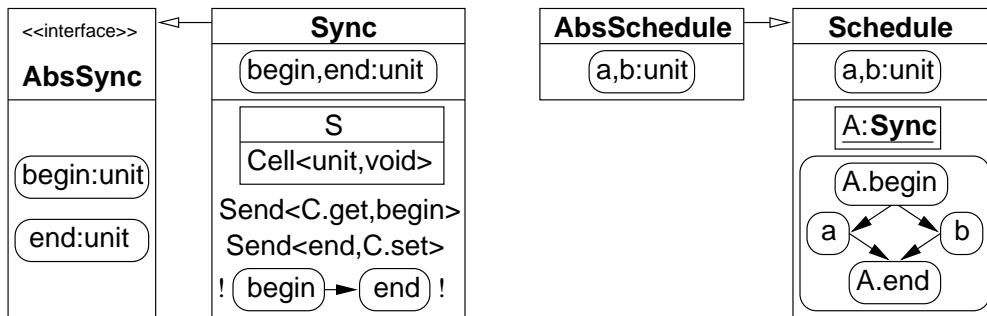 <<interface>>
AbsSync
begin:unit
end:unit
Sync
begin,end:unit
S
Cell<unit,void>
Send<C.get,begin>
Send<end,C.set>
! begin end !
AbsSchedule
a,b:unit
Schedule
a,b:unit
A:Sync
A.begin
a b
A.end